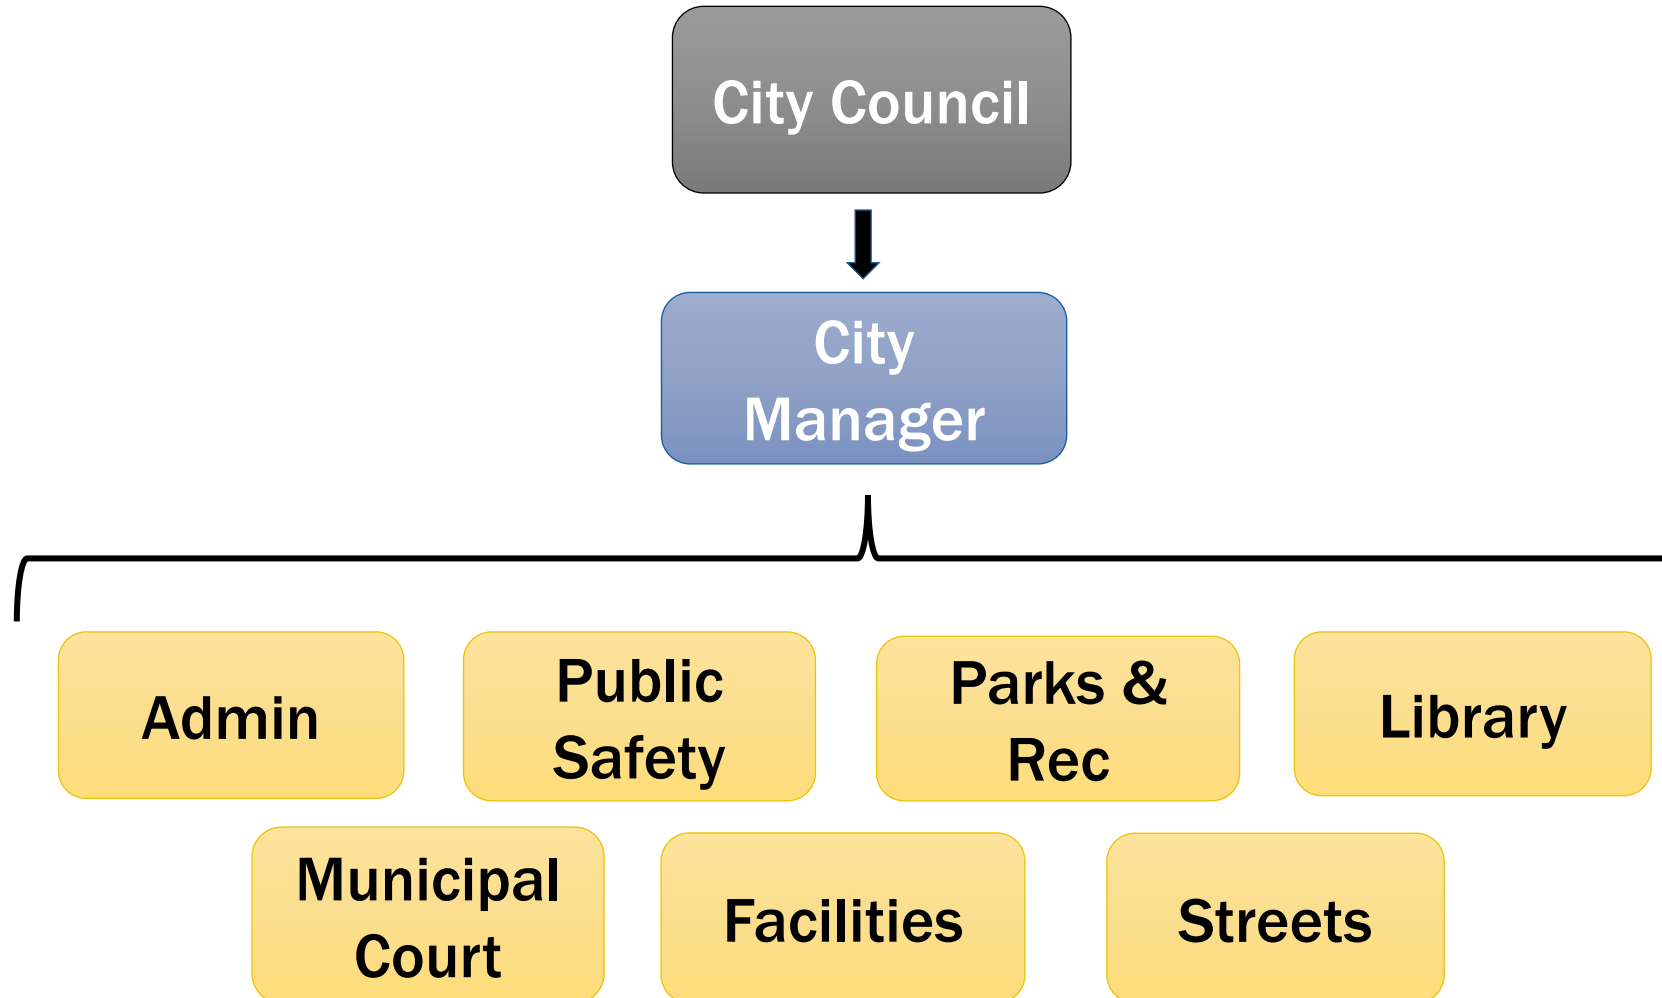 City Council
City
Manager
Admin
Public
Safety
Parks &
Rec
Library
Municipal
Court
Facilities
Streets